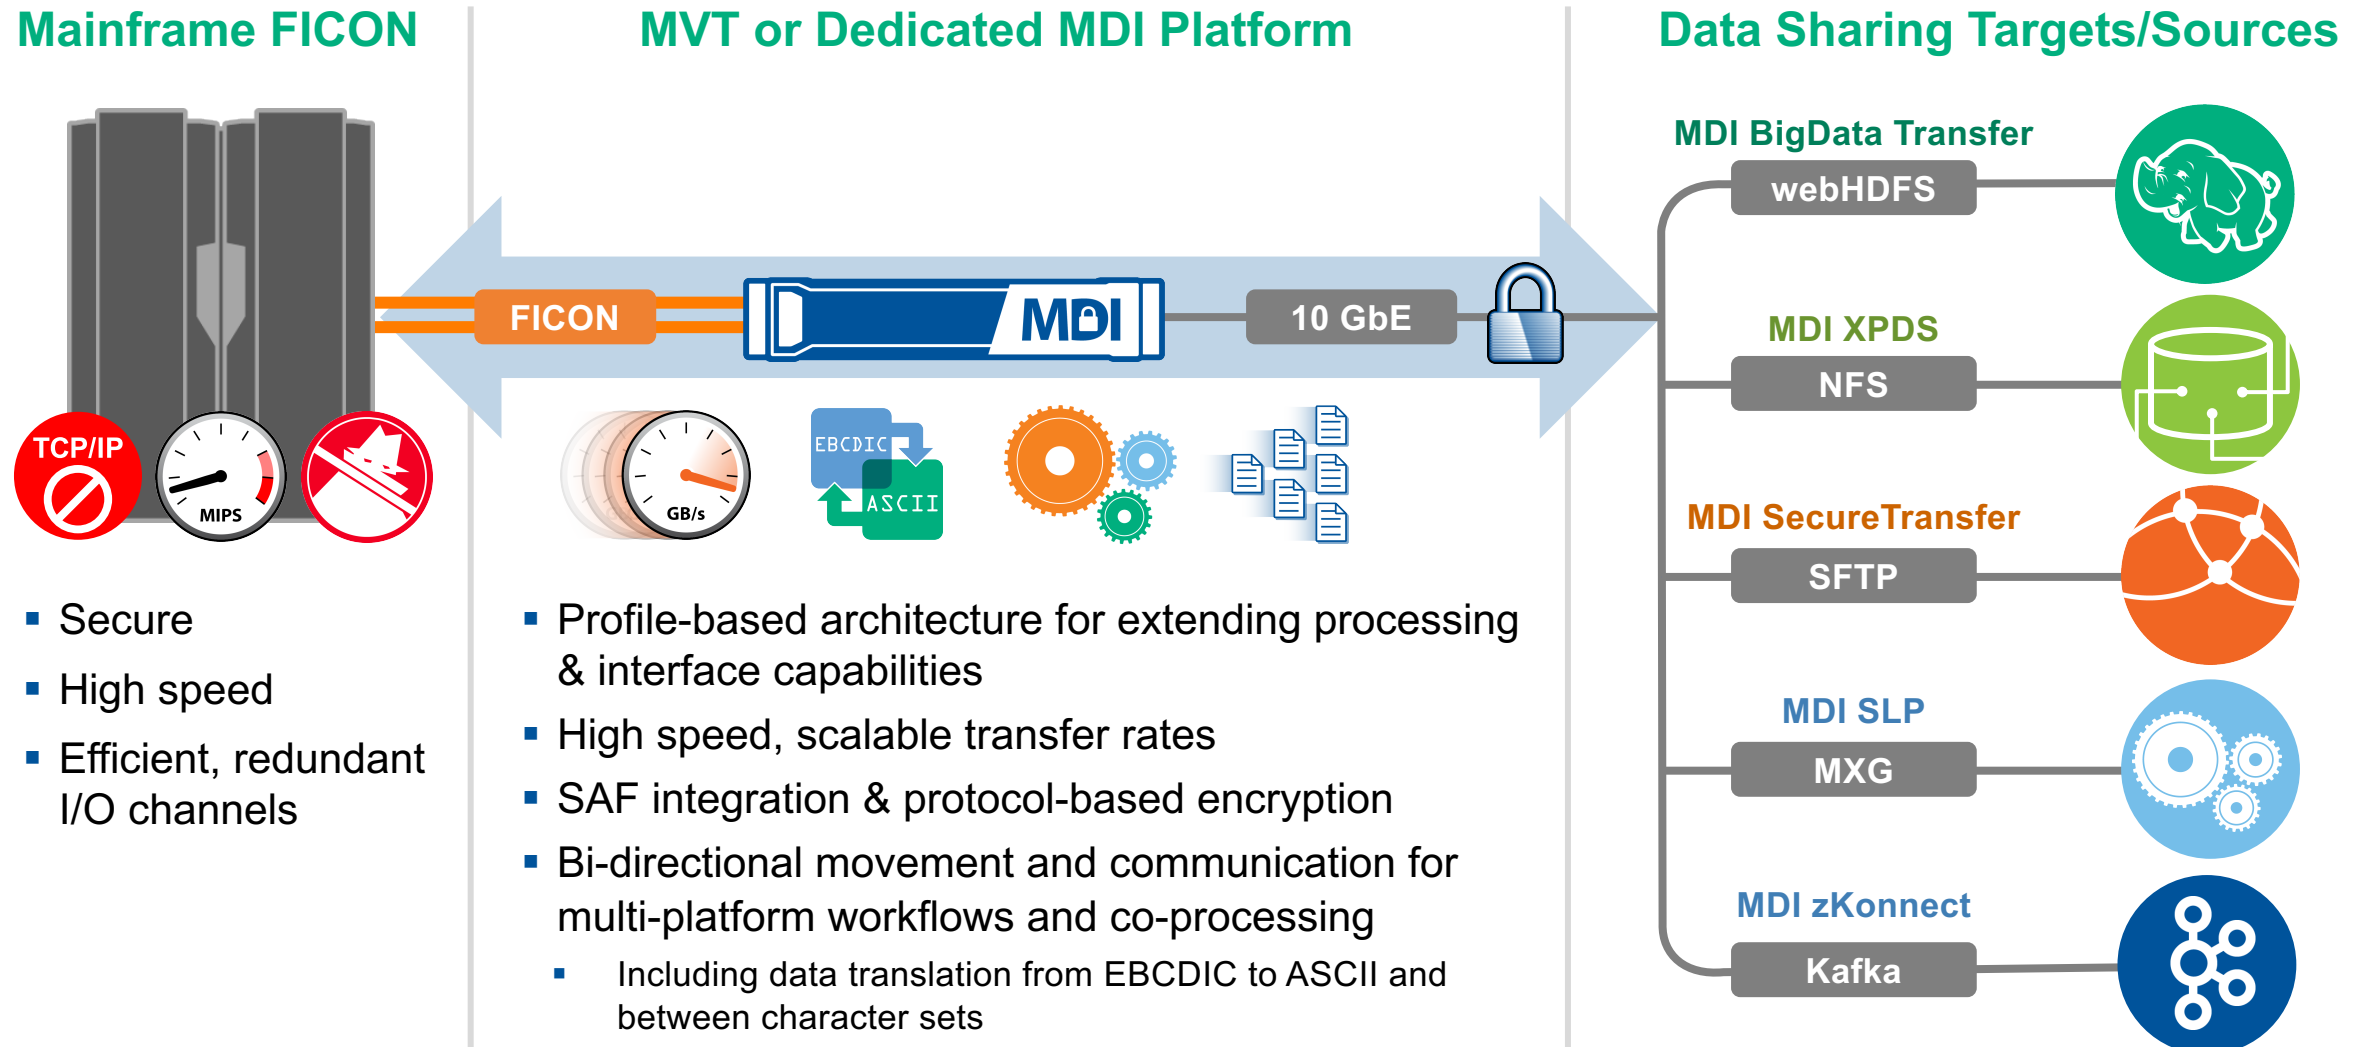 Mainframe FICON
MVT or Dedicated MDI Platform
Data Sharing Targets/Sources
FICON
MDI
10 GbE
TCP/IP
MIPS
GB/s
EBCDIC
ASCII
▪ Secure
▪ High speed
▪ Efficient, redundant
I/O channels
▪ Profile-based architecture for extending processing
& interface capabilities
▪ High speed, scalable transfer rates
▪ SAF integration & protocol-based encryption
▪ Bi-directional movement and communication for
multi-platform workflows and co-processing
▪ Including data translation from EBCDIC to ASCII and
between character sets
MDI BigData Transfer
webHDFS
MDI XPDS
NFS
MDI SecureTransfer
SFTP
MDI SLP
MXG
MDI zKonnect
Kafka